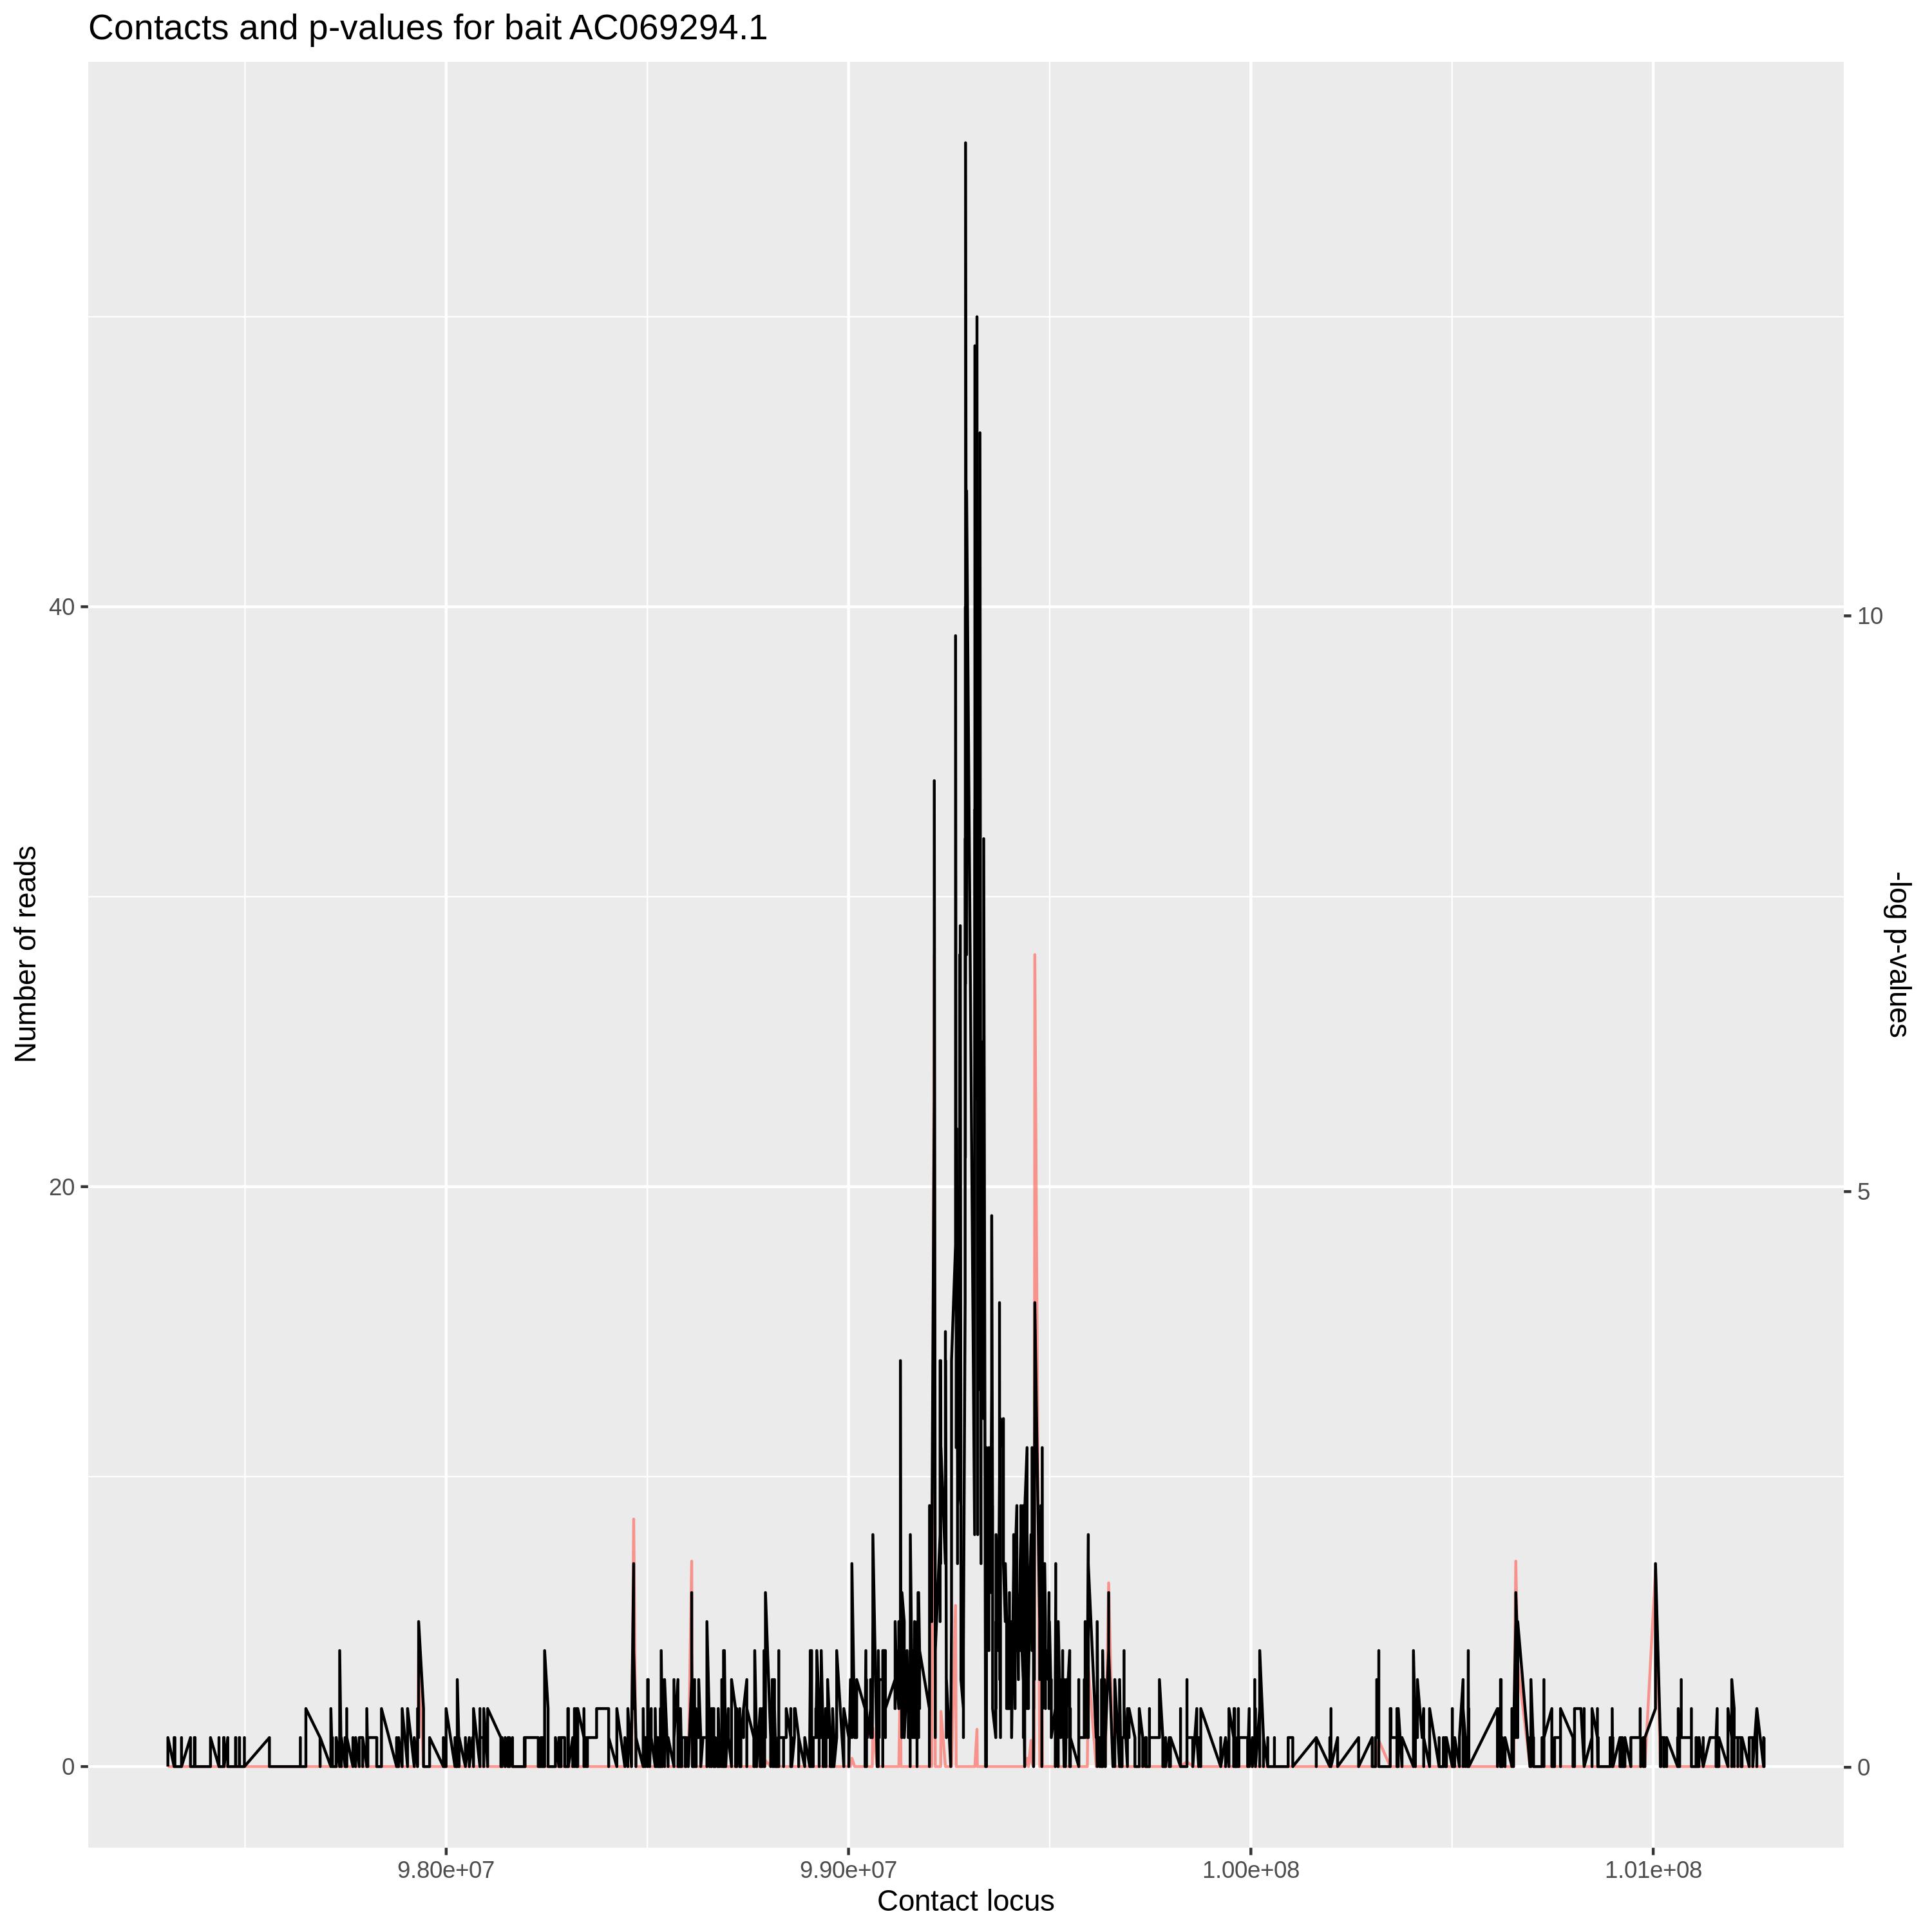 Contacts and p-values for bait AC069294.1
Number of reads
40
20
0
10
5
0
-log p-values
9.80e+07
9.90e+07
1.00e+08
1.01e+08
Contact locus